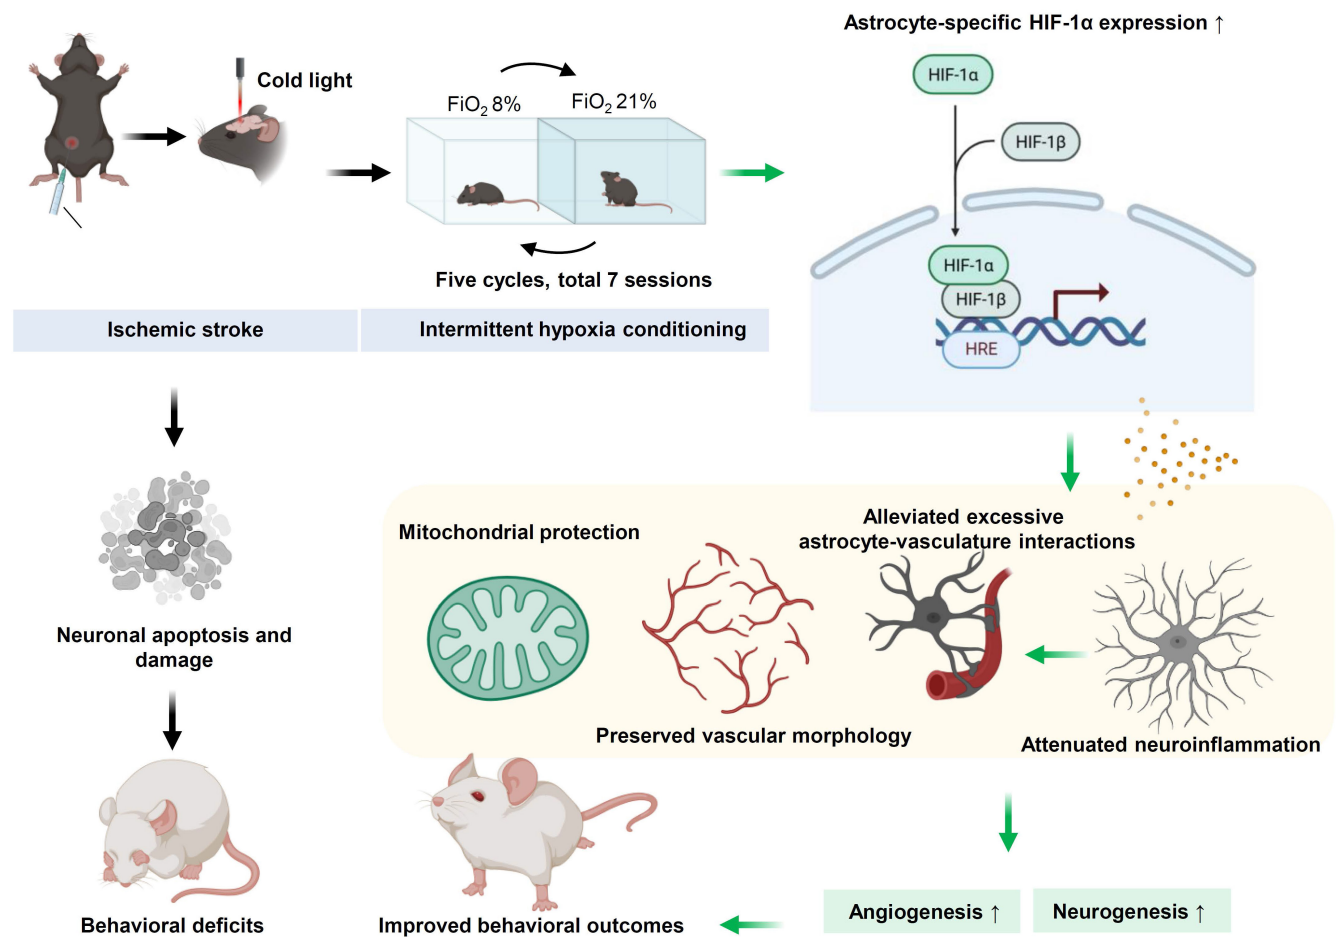 Astrocyte-specific HIF-1α expression ↑
Cold light
FiO2 8%
FiO2 21%
HIF-1α
HIF-1β
HIF-1α
HIF-1β
HRE
Five cycles, total 7 sessions
Ischemic stroke
Intermittent hypoxia conditioning
Mitochondrial protection
Alleviated excessive
astrocyte-vasculature interactions
Neuronal apoptosis and
damage
Preserved vascular morphology
Attenuated neuroinflammation
Behavioral deficits
Improved behavioral outcomes
Angiogenesis ↑
Neurogenesis ↑